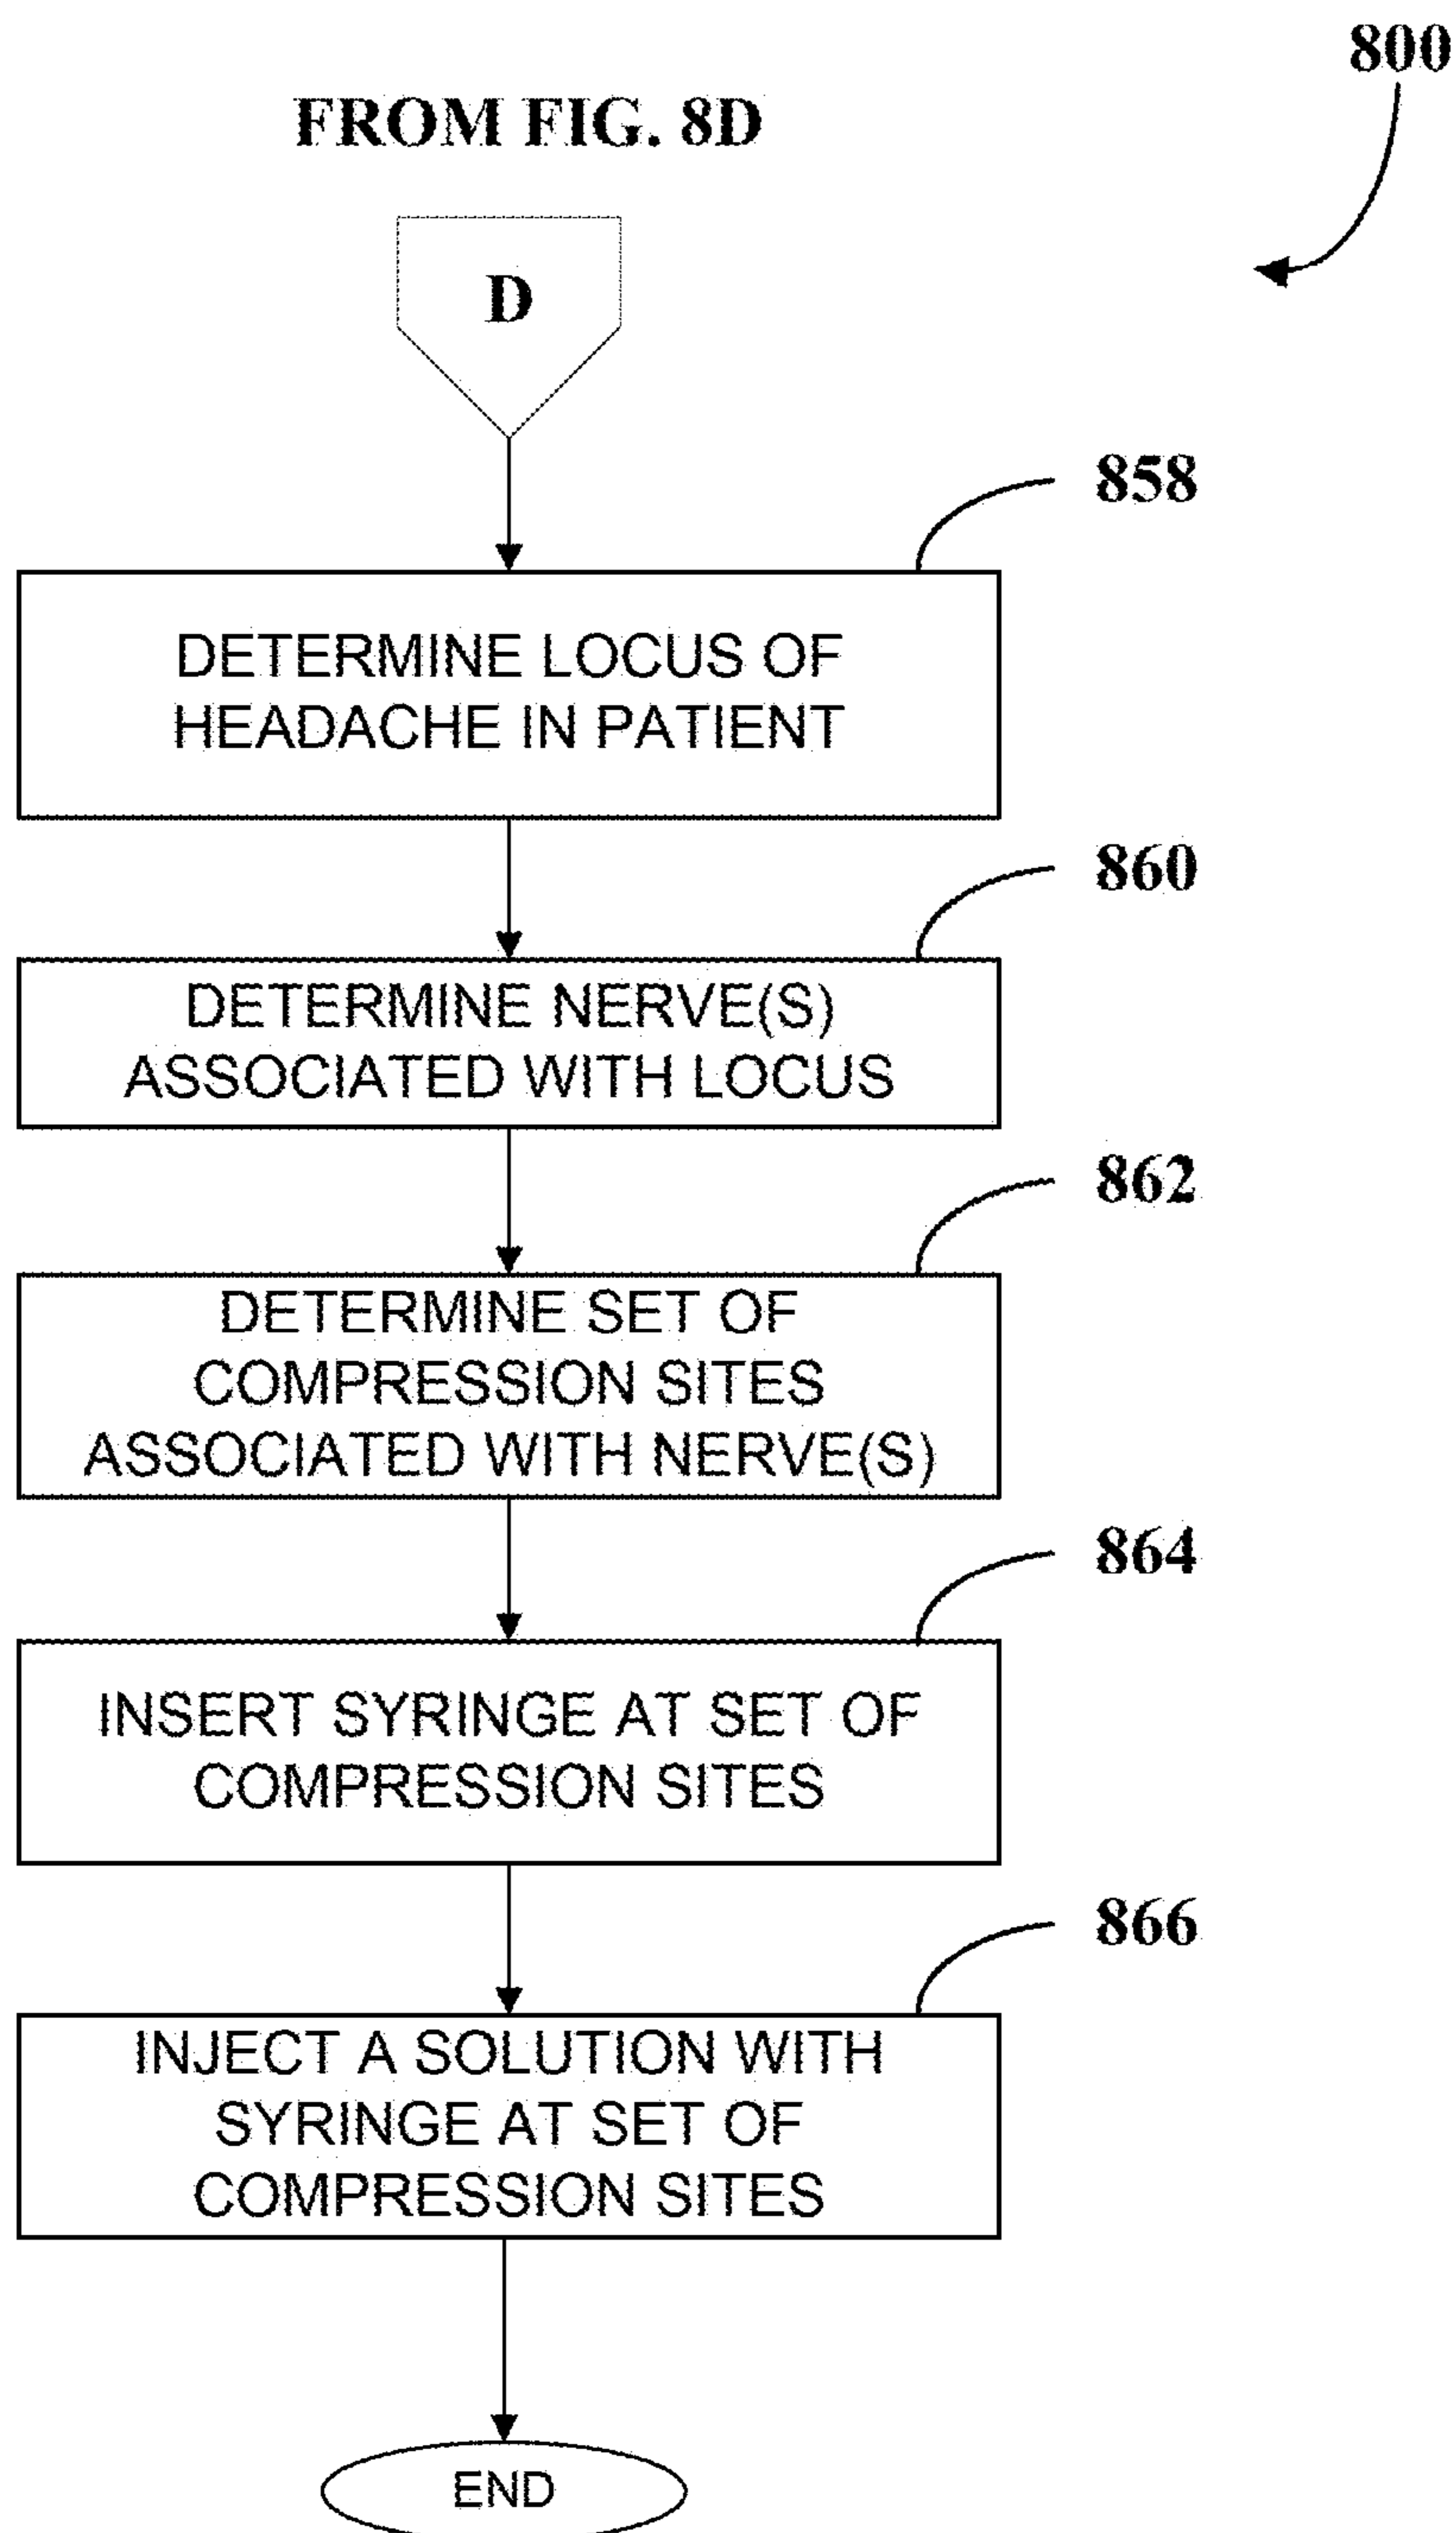 800
FROM FIG. 8D
D
858
DETERMINE LOCUS OF
HEADACHE IN PATIENT
860
DETERMINE NERVE(S)
ASSOCIATED WITH LOCUS
862
DETERMINE SET OF
COMPRESSION SITES
ASSOCIATED WITH NERVE(S)
864
INSERT SYRINGE AT SET OF
COMPRESSION SITES
866
INJECT A SOLUTION WITH
SYRINGE AT SET OF
COMPRESSION SITES
END